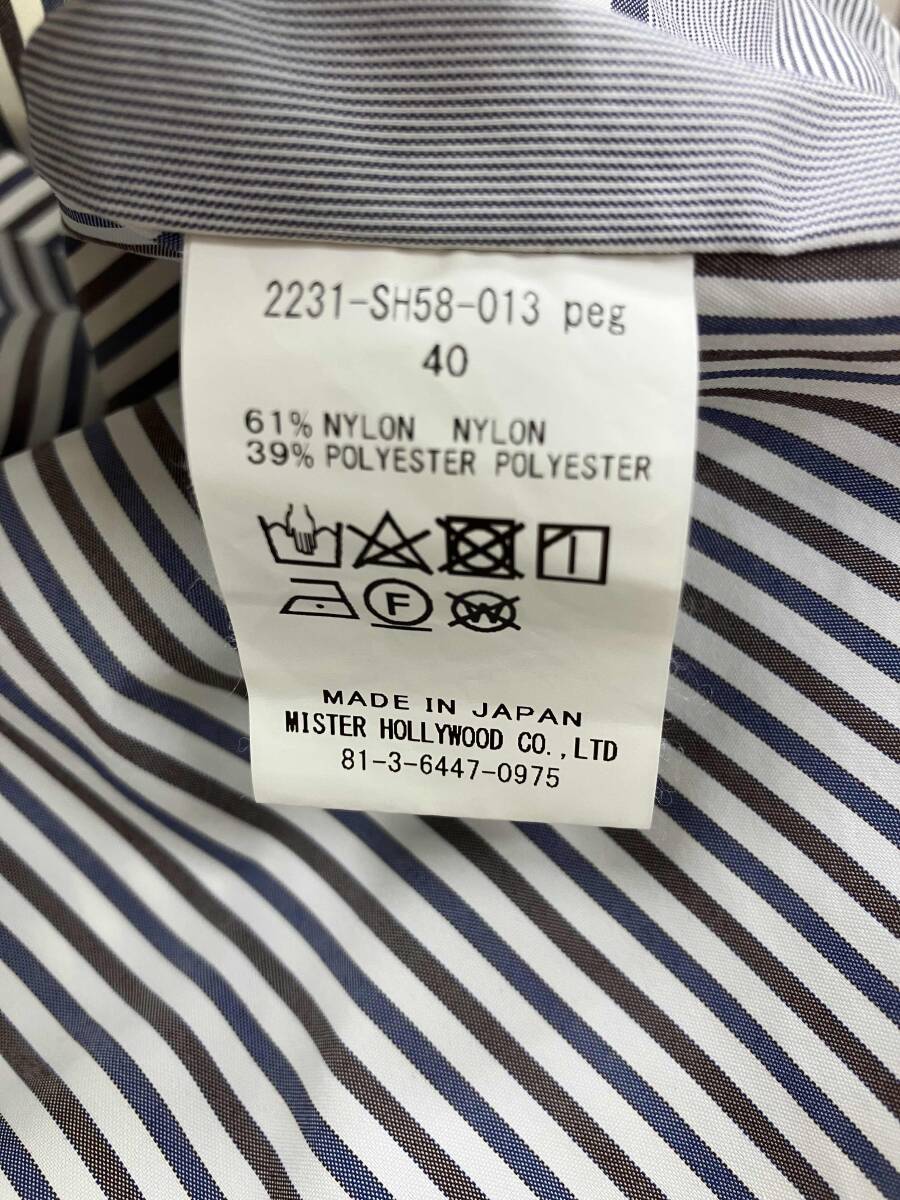 2231-SH58-013 peg
40
61% NYLON NYLON
39% POLYESTER POLYESTER
F W
MADE IN JAPAN
MISTER HOLLYWOOD CO.,LTD
81-3-6447-0975